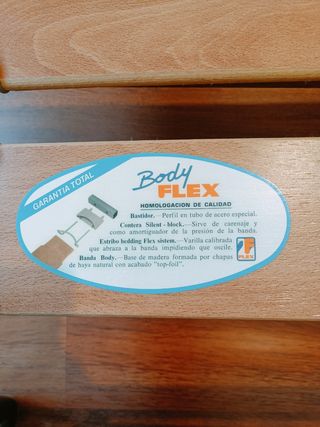 GARANTIA TOTAL
Body
FLEX
HOMOLOGACION DE CALIDAD
Bastidor.—Perfil en tubo de acero especial.
Contera Silent - block.—Sirve de carenaje y
como amortiguador de la presión de la banda.
Estribo bedding Flex sistem.—Varilla calibrada
que abraza a la banda impidiendo que oscile.
Banda Body.—Base de madera formada por chapas
de haya natural con acabado "top-foil".
FLEX